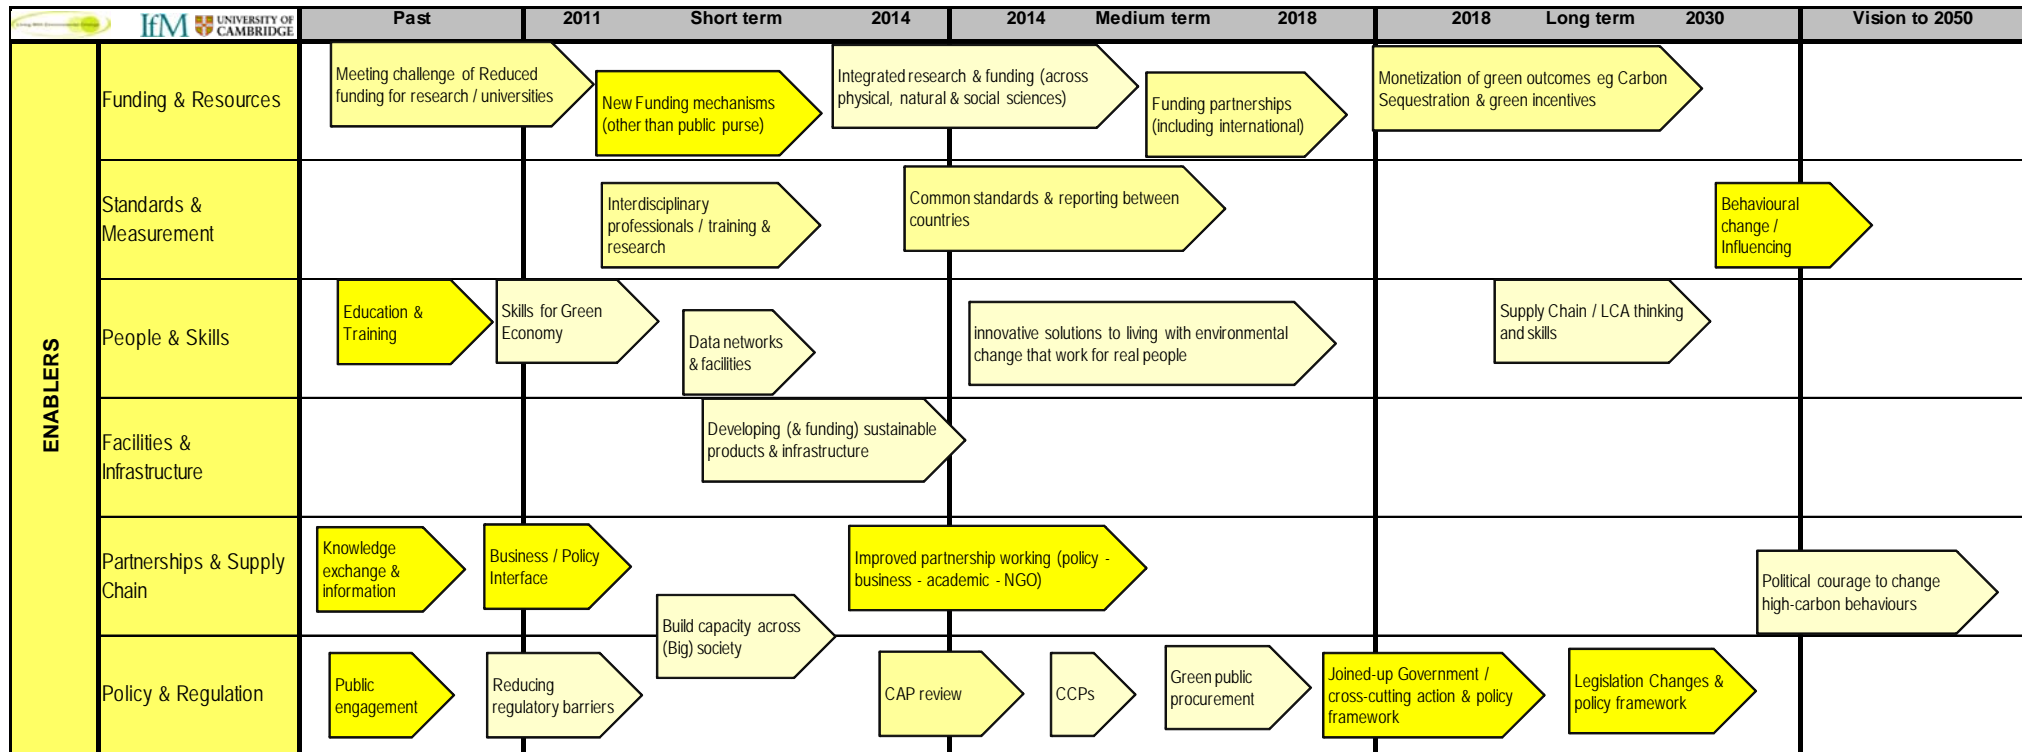 Living With Environmental Change
IfM
UNIVERSITY OF
CAMBRIDGE
Past
2011 Short term 2014
2014 Medium term 2018
2018 Long term 2030
Vision to 2050
ENABLERS
Funding & Resources
Meeting challenge of Reduced
funding for research / universities
New Funding mechanisms
(other than public purse)
Integrated research & funding (across
physical, natural & social sciences)
Funding partnerships
(including international)
Monetization of green outcomes eg Carbon
Sequestration & green incentives
Standards &
Measurement
Interdisciplinary
professionals / training &
research
Common standards & reporting between
countries
Behavioural
change /
Influencing
People & Skills
Education &
Training
Skills for Green
Economy
Data networks
& facilities
innovative solutions to living with environmental
change that work for real people
Supply Chain / LCA thinking
and skills
Facilities &
Infrastructure
Developing (& funding) sustainable
products & infrastructure
Partnerships & Supply
Chain
Knowledge
exchange &
information
Business / Policy
Interface
Build capacity across
(Big) society
Improved partnership working (policy -
business - academic - NGO)
Political courage to change
high-carbon behaviours
Policy & Regulation
Public
engagement
Reducing
regulatory barriers
CAP review
CCPs
Green public
procurement
Joined-up Government /
cross-cutting action & policy
framework
Legislation Changes &
policy framework